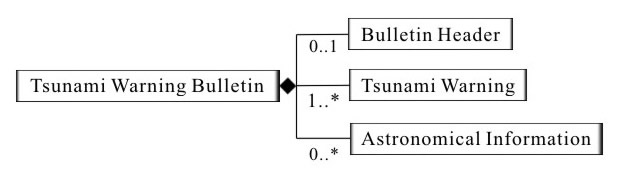 Bulletin Header
0..1
Tsunami Warning Bulletin
Tsunami Warning
1..*
Astronomical Information
0..*